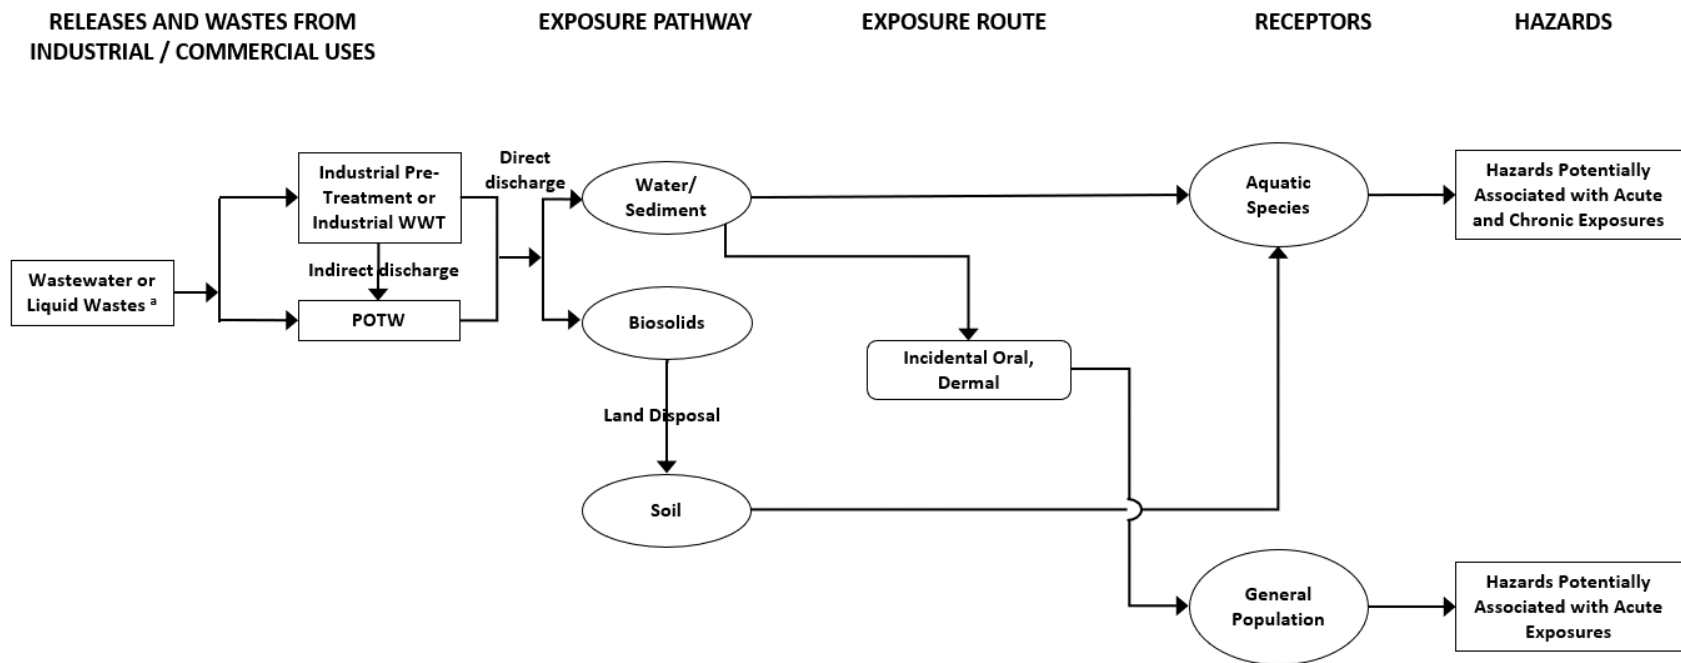 RELEASES AND WASTES FROM
INDUSTRIAL / COMMERCIAL USES
EXPOSURE PATHWAY
EXPOSURE ROUTE
RECEPTORS
HAZARDS
Wastewater or
Liquid Wastes ᵃ
Industrial Pre-
Treatment or
Industrial WWT
Indirect discharge
POTW
Direct
discharge
Water/
Sediment
Biosolids
Land Disposal
Soil
Incidental Oral,
Dermal
Aquatic
Species
General
Population
Hazards Potentially
Associated with Acute
and Chronic Exposures
Hazards Potentially
Associated with Acute
Exposures